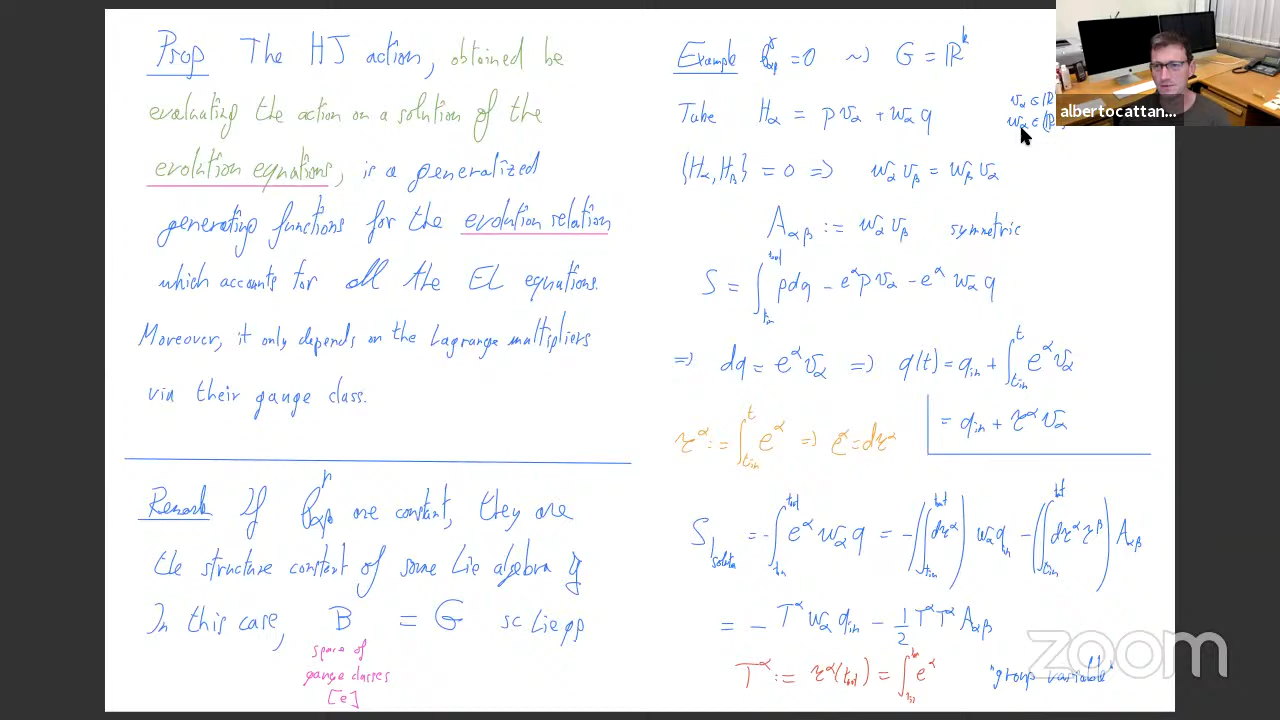 Prop The HJ action, obtained be
evaluating the action on a solution of the
evolution equations, is a generalized
generating functions for the evolution relation
which accounts for all the EL equations.
Moreover, it only depends on the Lagrange multipliers
via their gauge class.
Remark If f_{αβ}^γ are constant, they are
the structure constant of some Lie algebra g
In this case, B = G sc Lie gp
space of
gauge classes
[e]
Example f_{αβ}^γ = 0 ⇝ G = ℝ^k
Take H_α = p v_α + w_α q
v_α ∈ ℝ
w_α ∈ (ℝ
{H_α, H_β} = 0 ⟹ w_α v_β = w_β v_α
A_{αβ} := w_α v_β symmetric
S = ∫_{t_in}^{t_out} p dq - e^α p v_α - e^α w_α q
⟹ dq = e^α v_α ⟹ q(t) = q_in + ∫_{t_in}^t e^α v_α
= q_in + τ^α v_α
τ^α := ∫_{t_in}^t e^α ⟹ e^α = dτ^α
S|_{solution} = -∫_{t_in}^{t_out} e^α w_α q = -(∫_{t_in}^{t_out} dτ^α) w_α q_in - (∫_{t_in}^{t_out} dτ^α τ^β) A_{αβ}
= - T^α w_α q_in - 1/2 T^α T^α A_{αβ}
T^α := τ^α(t_out) = ∫_{t_in}^{t_out} e^α "group variable"
albertocattan...
zoom